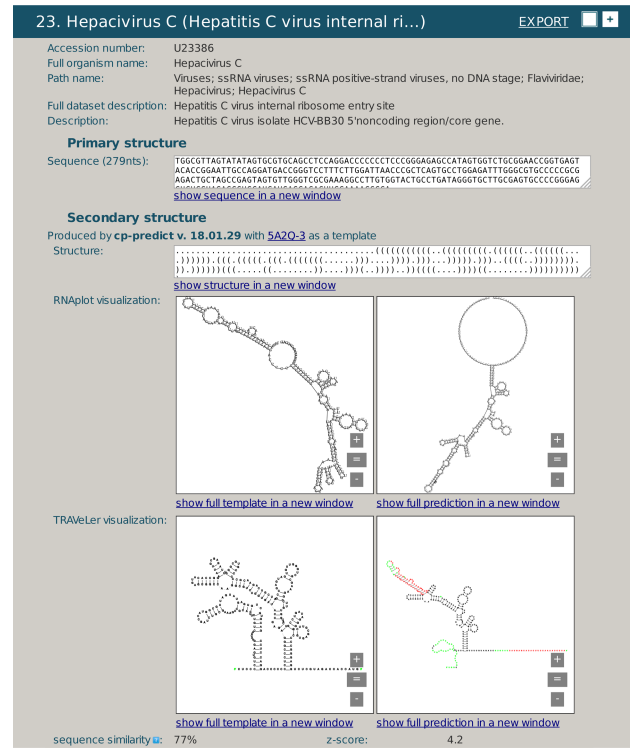 23. Hepacivirus C (Hepatitis C virus internal ri...)
EXPORT
+
Accession number: U23386
Full organism name: Hepacivirus C
Path name: Viruses; ssRNA viruses; ssRNA positive-strand viruses, no DNA stage; Flaviviridae;
Hepacivirus; Hepacivirus C
Full dataset description: Hepatitis C virus internal ribosome entry site
Description: Hepatitis C virus isolate HCV-BB30 5'noncoding region/core gene.
Primary structure
Sequence (279nts): TGGCGTTAGTATATAGTGCGTGCAGCCTCCAGGACCCCCCCTCCCGGGAGAGCCATAGTGGTCTGCGGAACCGGTGAGT
ACACCGGAATTGCCAGGATGACCGGGTCCTTTCTTGGATTAACCCGCTCAGTGCCTGGAGATTTGGGCGTGCCCCCGCG
AGACTGCTAGCCGAGTAGTGTTGGGTCGCGAAAGGCCTTGTGGTACTGCCTGATAGGGTGCTTGCGAGTGCCCCGGGAG
show sequence in a new window
Secondary structure
Produced by cp-predict v. 18.01.29 with 5A2Q-3 as a template
Structure:
show structure in a new window
RNAplot visualization:
+ +
= =
- -
show full template in a new window show full prediction in a new window
TRAVeLer visualization:
+ +
= =
- -
show full template in a new window show full prediction in a new window
sequence similarity ?: 77% z-score: 4.2